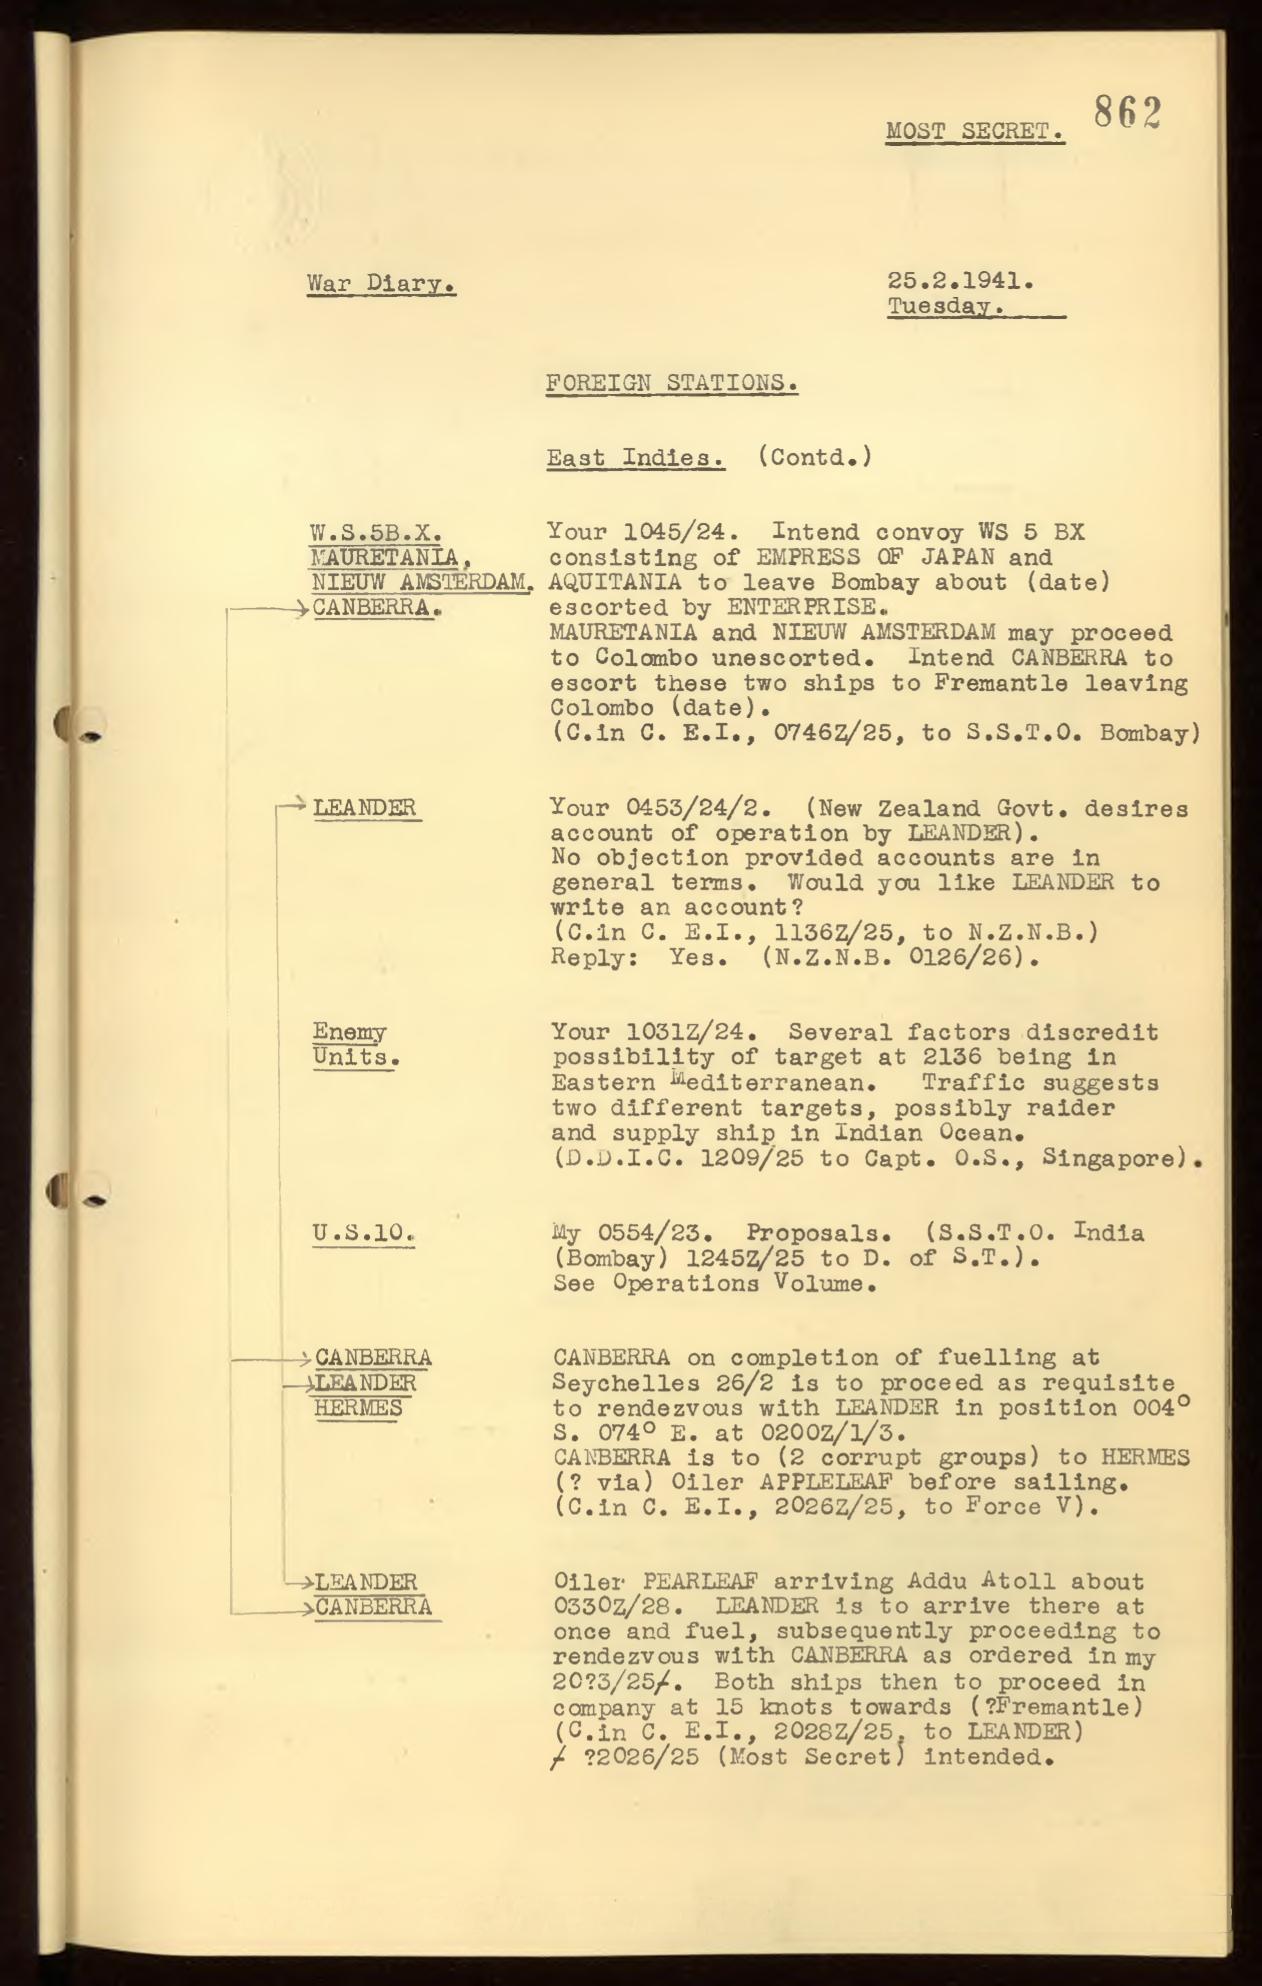 862
MOST SECRET.
War Diary.
25.2.1941.
Tuesday.
FOREIGN STATIONS.
East Indies. (Contd.)
W.S.5B.X.
MAURETANIA,
NIEUW AMSTERDAM.
CANBERRA.
Your 1045/24. Intend convoy WS 5 BX
consisting of EMPRESS OF JAPAN and
AQUITANIA to leave Bombay about (date)
escorted by ENTERPRISE.
MAURETANIA and NIEUW AMSTERDAM may proceed
to Colombo unescorted. Intend CANBERRA to
escort these two ships to Fremantle leaving
Colombo (date).
(C.in C. E.I., 0746Z/25, to S.S.T.O. Bombay)
LEANDER
Your 0453/24/2. (New Zealand Govt. desires
account of operation by LEANDER).
No objection provided accounts are in
general terms. Would you like LEANDER to
write an account?
(C.in C. E.I., 1136Z/25, to N.Z.N.B.)
Reply: Yes. (N.Z.N.B. 0126/26).
Enemy
Units.
Your 1031Z/24. Several factors discredit
possibility of target at 2136 being in
Eastern Mediterranean. Traffic suggests
two different targets, possibly raider
and supply ship in Indian Ocean.
(D.D.I.C. 1209/25 to Capt. O.S., Singapore).
U.S.10.
My 0554/23. Proposals. (S.S.T.O. India
(Bombay) 1245Z/25 to D. of S.T.).
See Operations Volume.
CANBERRA
LEANDER
HERMES
CANBERRA on completion of fuelling at
Seychelles 26/2 is to proceed as requisite
to rendezvous with LEANDER in position 004°
S. 074° E. at 0200Z/1/3.
CANBERRA is to (2 corrupt groups) to HERMES
(? via) Oiler APPLELEAF before sailing.
(C.in C. E.I., 2026Z/25, to Force V).
LEANDER
CANBERRA
Oiler PEARLEAF arriving Addu Atoll about
0330Z/28. LEANDER is to arrive there at
once and fuel, subsequently proceeding to
rendezvous with CANBERRA as ordered in my
20?3/25/. Both ships then to proceed in
company at 15 knots towards (?Fremantle)
(C.in C. E.I., 2028Z/25, to LEANDER)
/ ?2026/25 (Most Secret) intended.